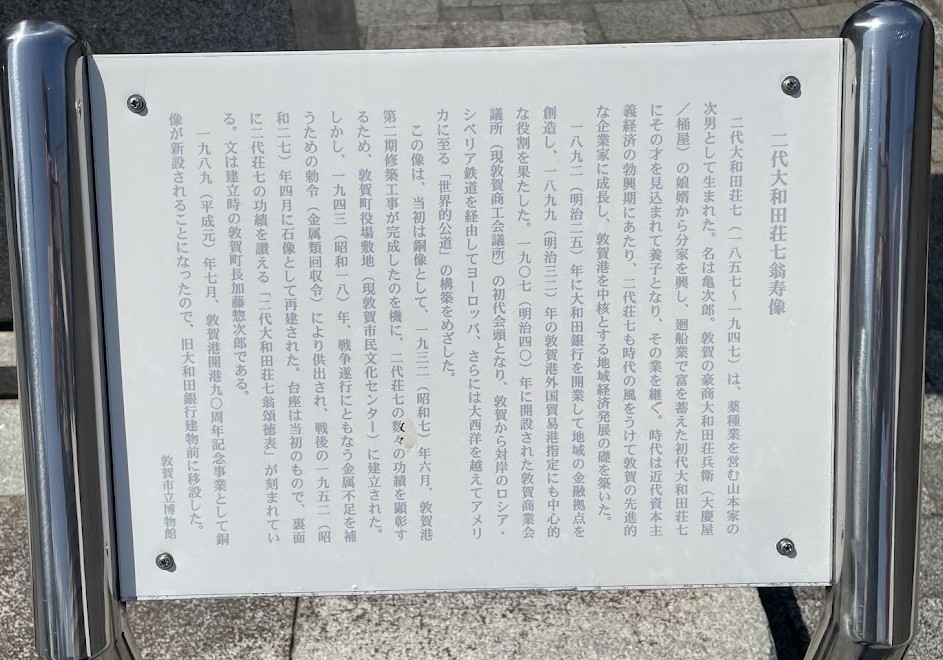 二代大和田荘七翁寿像
二代大和田荘七（一八五七～一九四七）は、薬種業を営む山本家の
次男として生まれた。名は亀次郎。敦賀の豪商大和田荘兵衛（大慶屋
／桶屋）の娘婿から分家を興し、廻船業で富を蓄えた初代大和田荘七
にその才を見込まれて養子となり、その業を継ぐ。時代は近代資本主
義経済の勃興期にあたり、二代荘七も時代の風をうけて敦賀の先進的
な企業家に成長し、敦賀港を中核とする地域経済発展の礎を築いた。
一八九二（明治二五）年に大和田銀行を開業して地域の金融拠点を
創造し、一八九九（明治三二）年の敦賀港外国貿易港指定にも中心的
な役割を果たした。一九〇七（明治四〇）年に開設された敦賀商業会
議所（現敦賀商工会議所）の初代会頭となり、敦賀から対岸のロシア・
シベリア鉄道を経由してヨーロッパ、さらには大西洋を越えてアメリ
カに至る「世界的公道」の構築をめざした。
この像は、当初は銅像として、一九三二（昭和七）年六月、敦賀港
第二期修築工事が完成したのを機に、二代荘七の数々の功績を顕彰す
るため、敦賀町役場敷地（現敦賀市民文化センター）に建立された。
しかし、一九四三（昭和一八）年、戦争遂行にともなう金属不足を補
うための勅令（金属類回収令）により供出され、戦後の一九五二（昭
和二七）年四月に石像として再建された。台座は当初のもので、裏面
に二代荘七の功績を讃える「二代大和田荘七翁頌徳表」が刻まれてい
る。文は建立時の敦賀町長加藤惣次郎である。
一九八九（平成元）年七月、敦賀港開港九〇周年記念事業として銅
像が新設されることになったので、旧大和田銀行建物前に移設した。
敦賀市立博物館